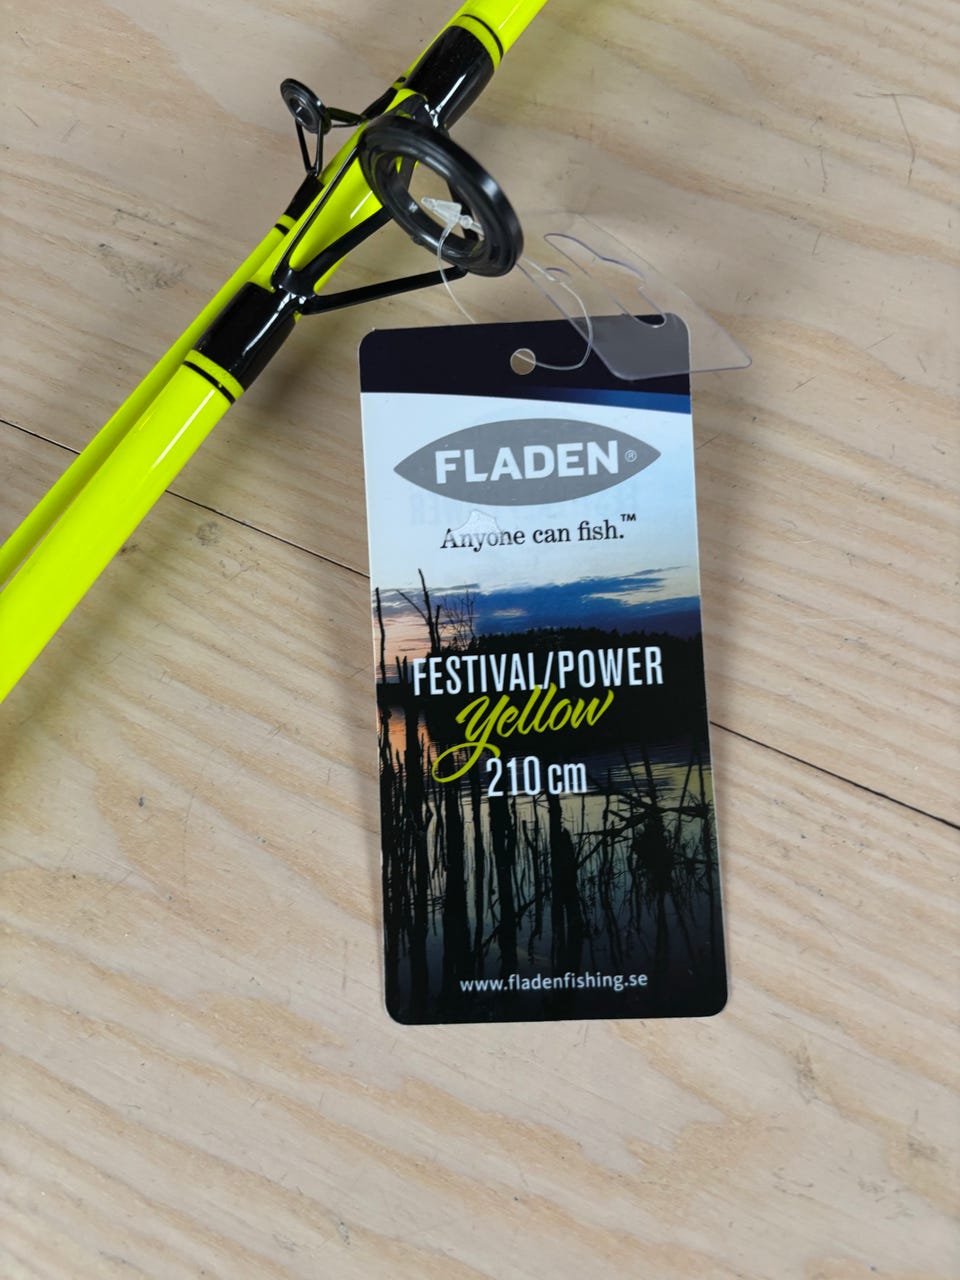 FLADEN®
Anyone can fish.™
FESTIVAL/POWER
Yellow
210 cm
www.fladenfishing.se